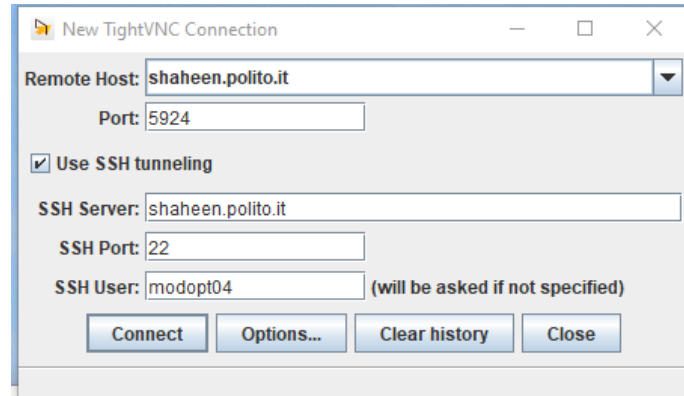 New TightVNC Connection
Remote Host: shaheen.polito.it
Port: 5924
Use SSH tunneling
SSH Server: shaheen.polito.it
SSH Port: 22
SSH User: modopt04 (will be asked if not specified)
Connect Options... Clear history Close